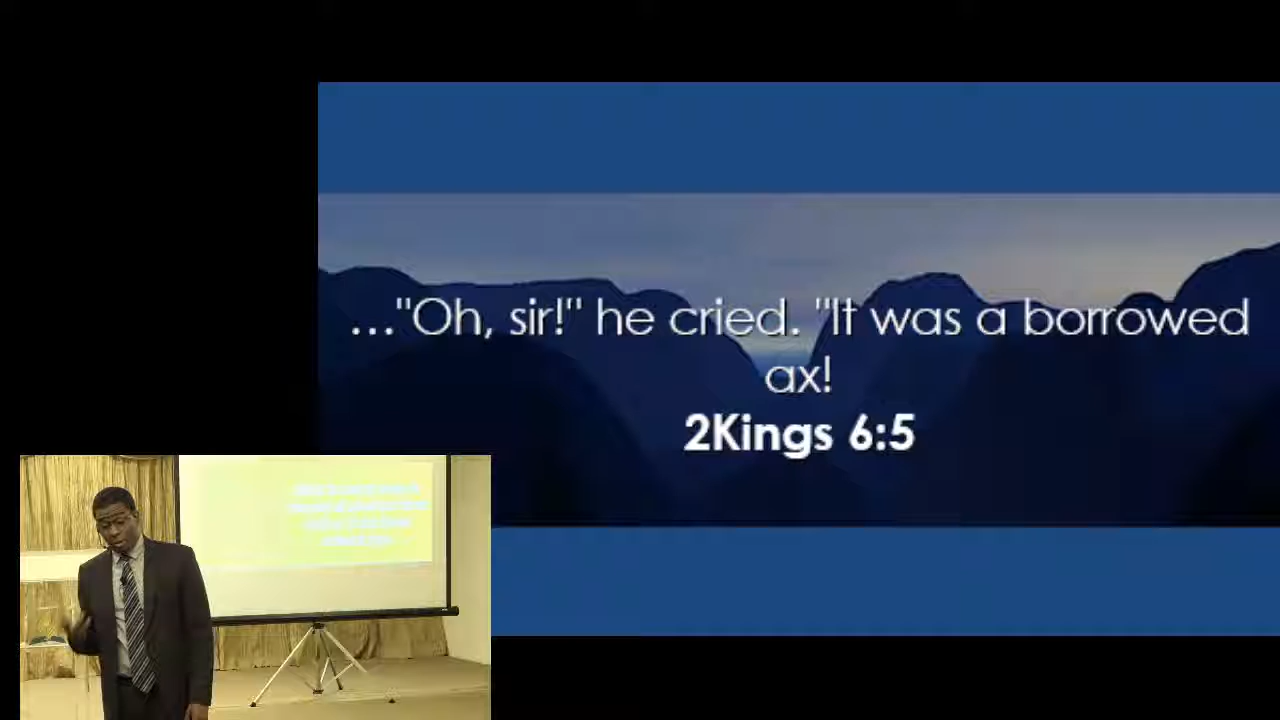 ..."Oh, sir!" he cried. "It was a borrowed
ax!
2Kings 6:5